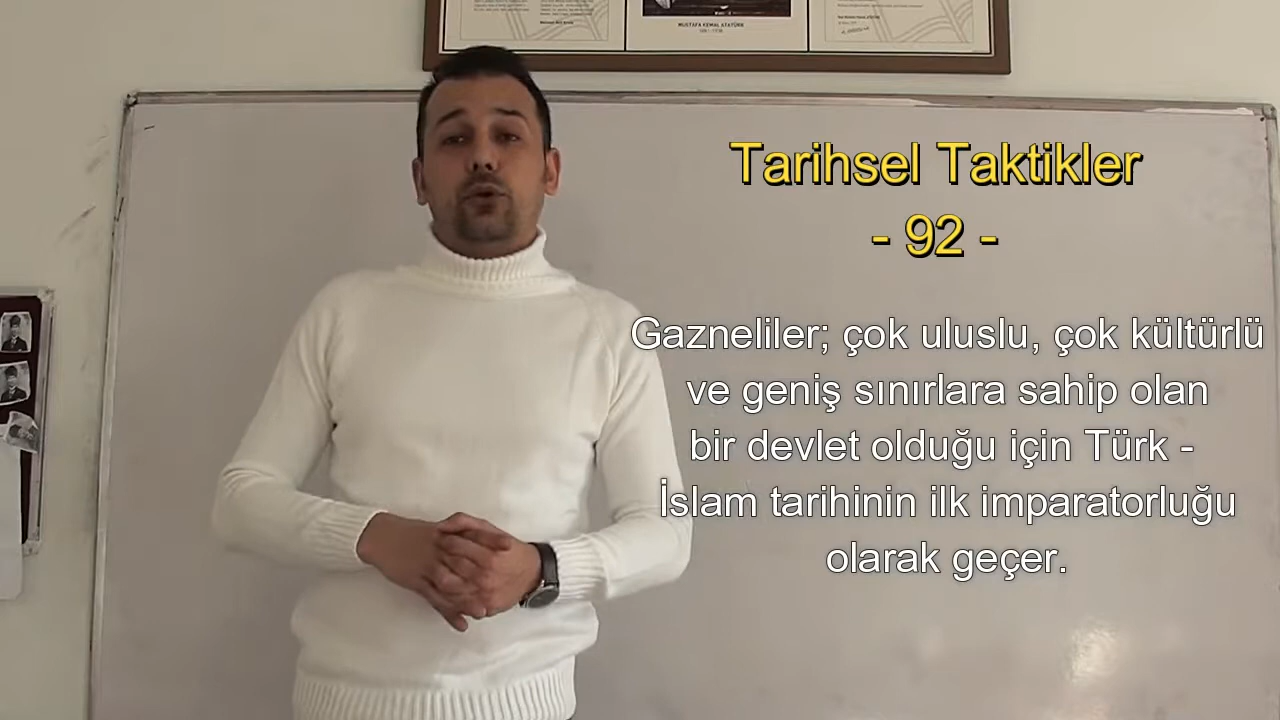 MUSTAFA KEMAL ATATÜRK
Tarihsel Taktikler
- 92 -
Gazneliler; çok uluslu, çok kültürlü
ve geniş sınırlara sahip olan
bir devlet olduğu için Türk -
İslam tarihinin ilk imparatorluğu
olarak geçer.